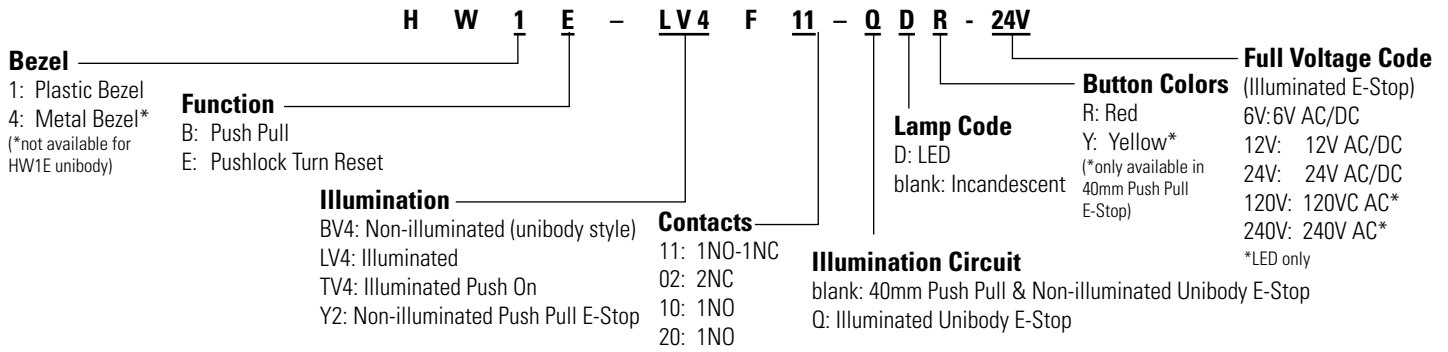 H W 1 E – LV4 F 11 – Q D R - 24V
Bezel
1: Plastic Bezel
4: Metal Bezel*
(*not available for
HW1E unibody)
Function
B: Push Pull
E: Pushlock Turn Reset
Illumination
BV4: Non-illuminated (unibody style)
LV4: Illuminated
TV4: Illuminated Push On
Y2: Non-illuminated Push Pull E-Stop
Contacts
11: 1NO-1NC
02: 2NC
10: 1NO
20: 1NO
Illumination Circuit
blank: 40mm Push Pull & Non-illuminated Unibody E-Stop
Q: Illuminated Unibody E-Stop
Lamp Code
D: LED
blank: Incandescent
Button Colors
R: Red
Y: Yellow*
(*only available in
40mm Push Pull
E-Stop)
Full Voltage Code
(Illuminated E-Stop)
6V: 6V AC/DC
12V: 12V AC/DC
24V: 24V AC/DC
120V: 120VC AC*
240V: 240V AC*
*LED only